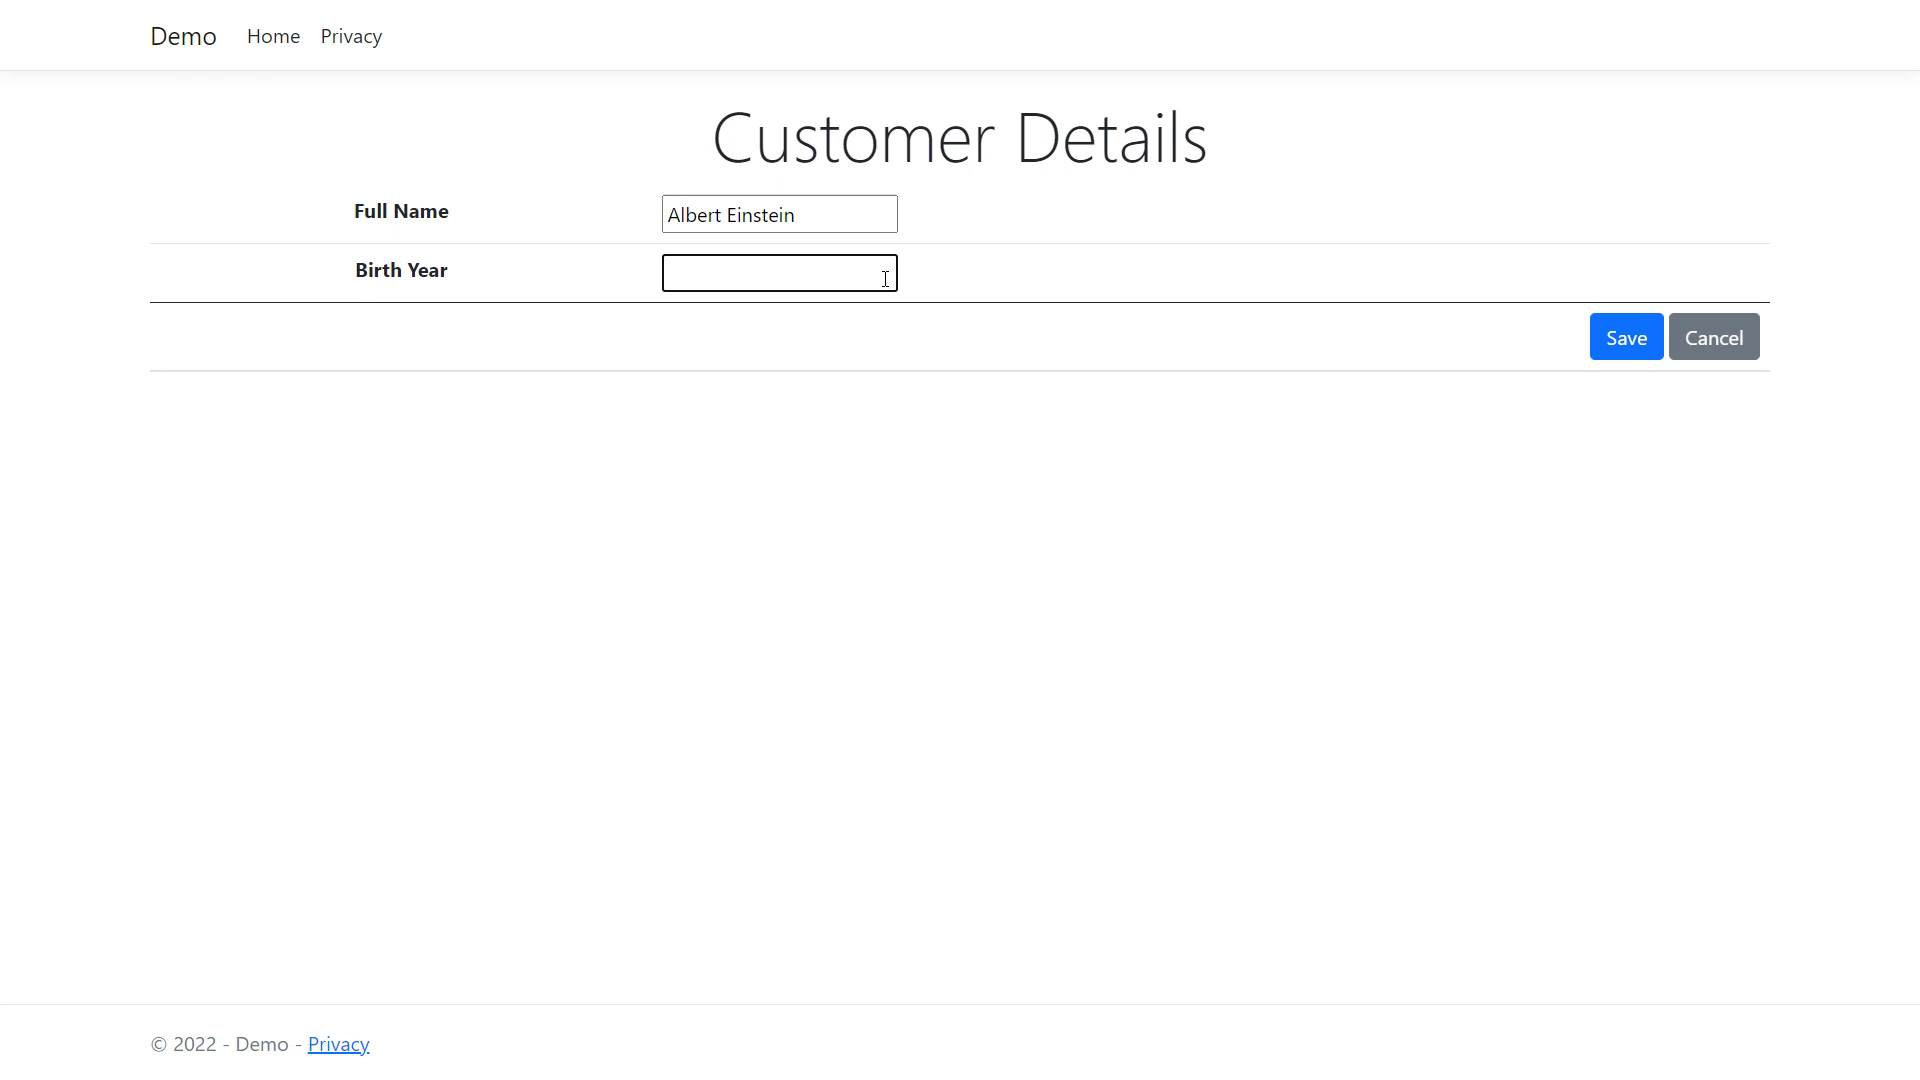 Demo Home Privacy
Customer Details
Full Name Albert Einstein
Birth Year
Save Cancel
© 2022 - Demo - Privacy